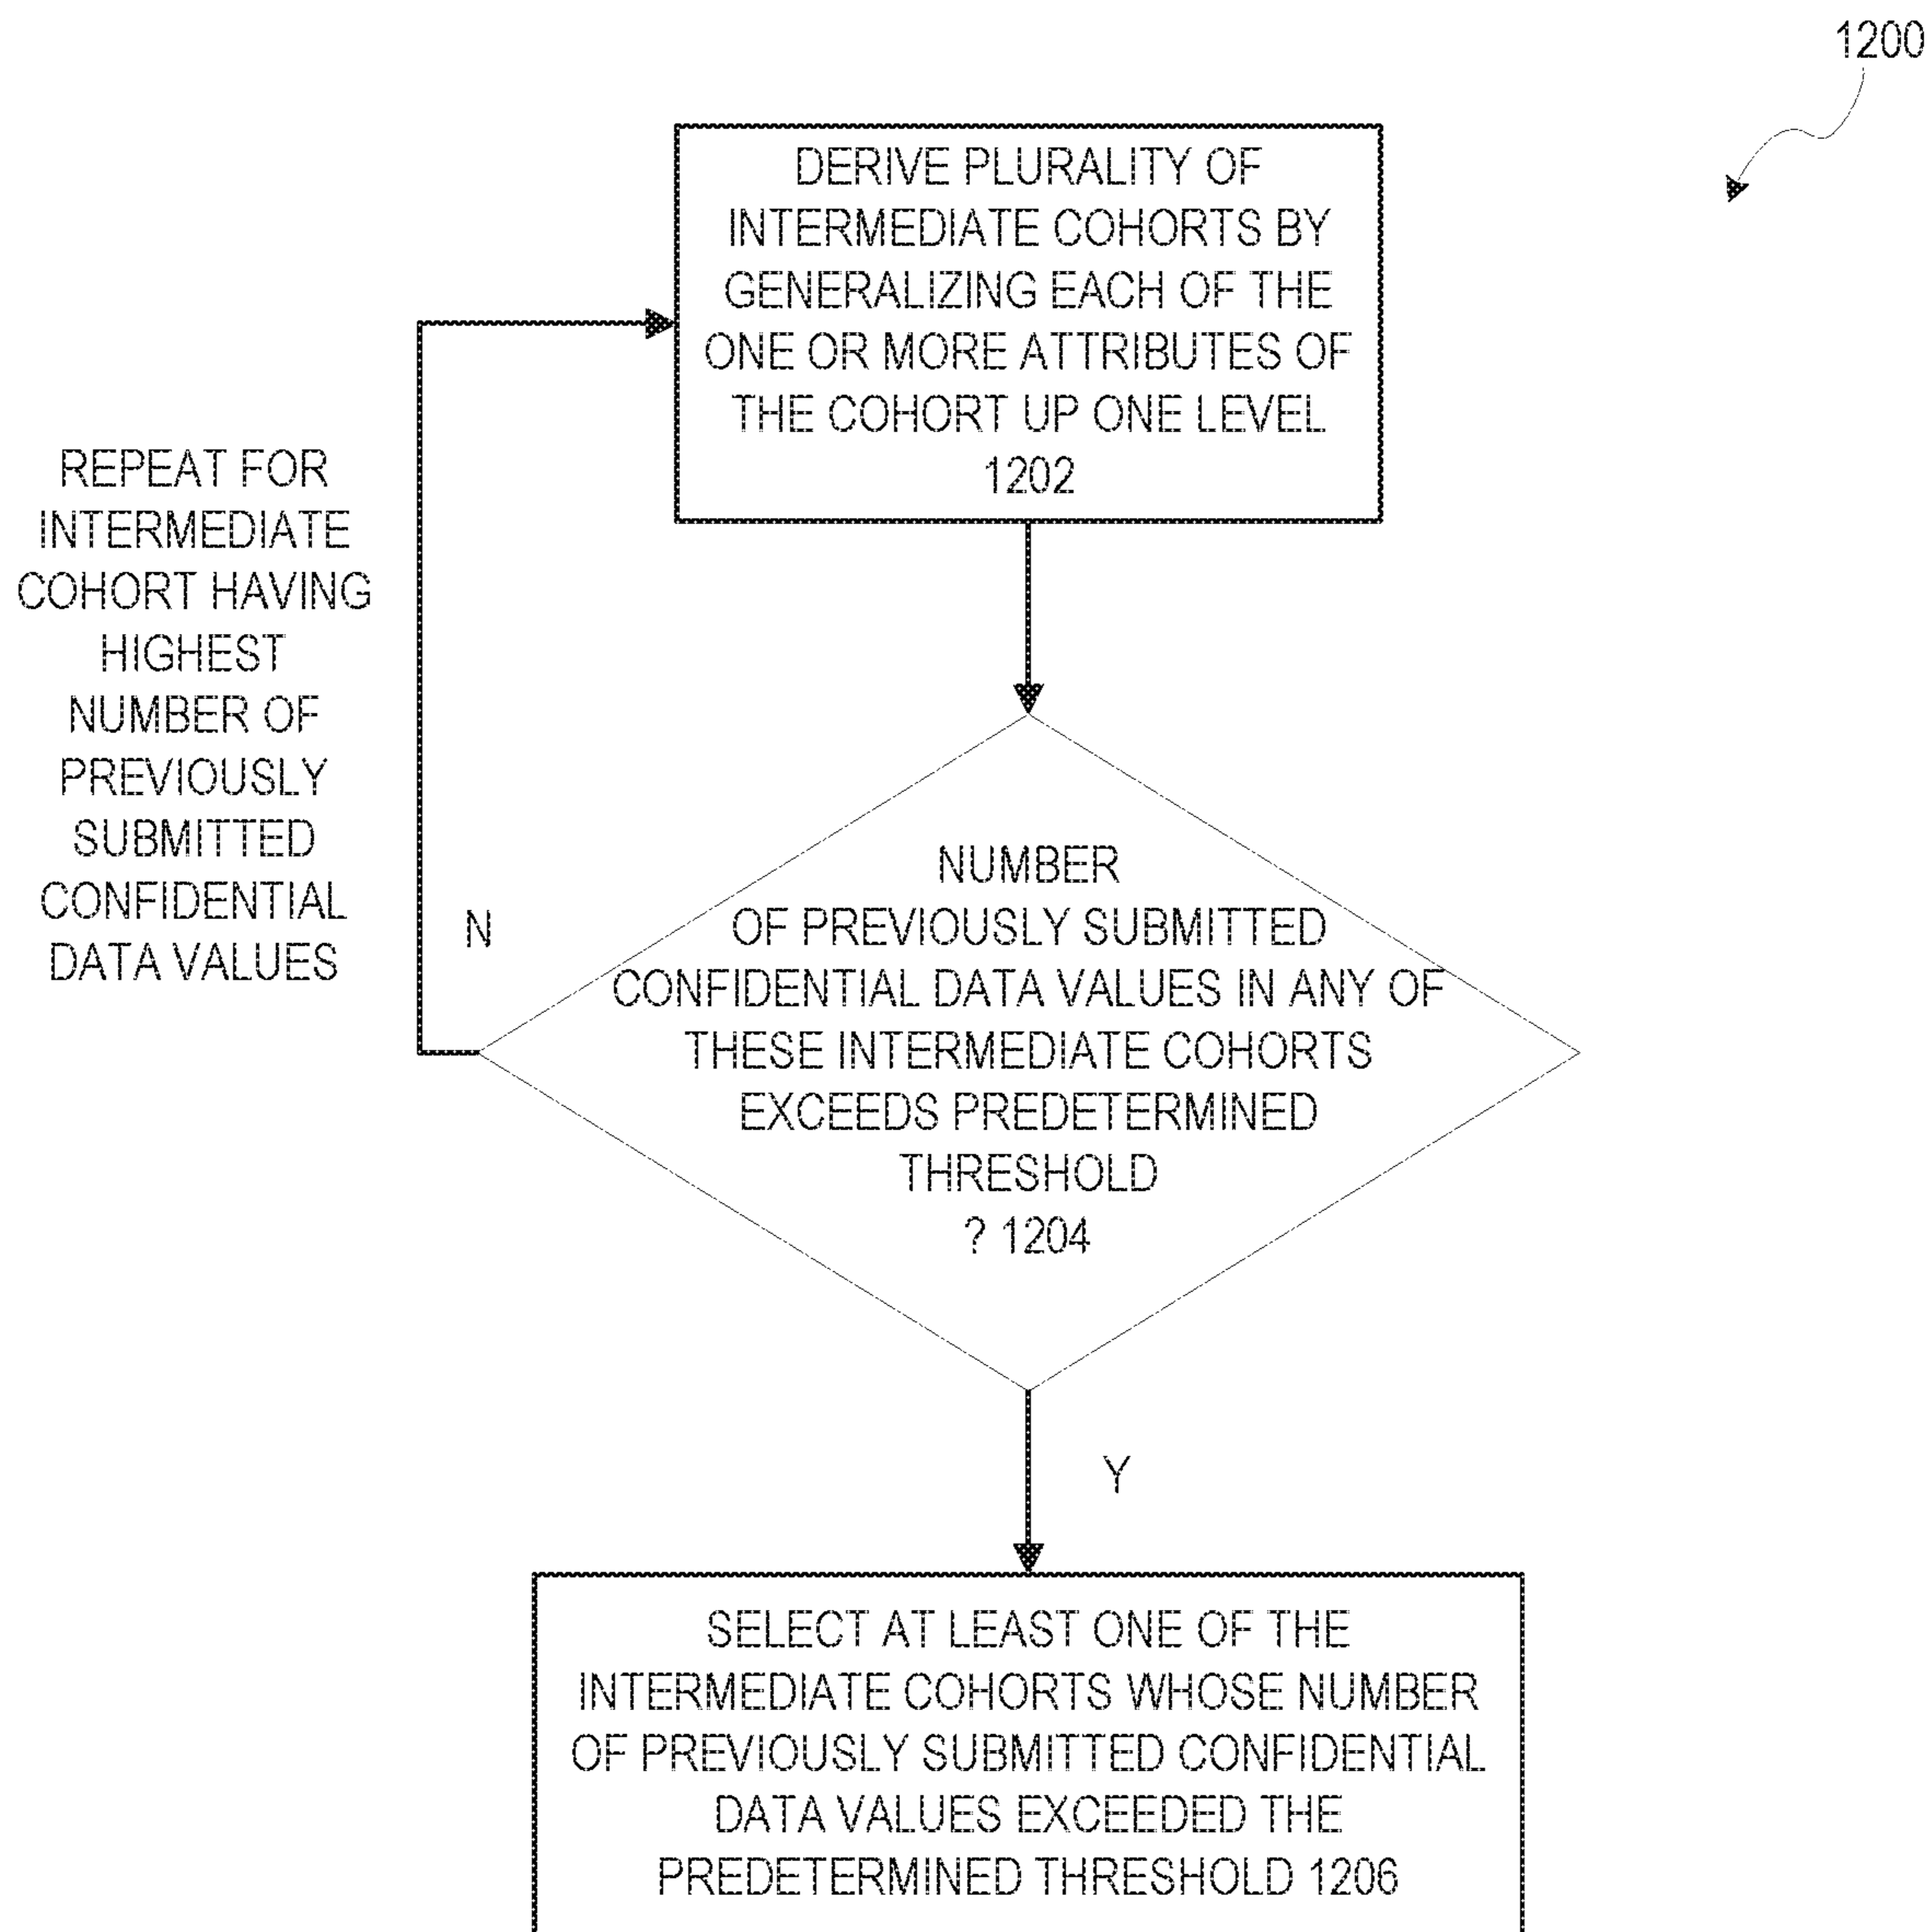 1200
DERIVE PLURALITY OF
INTERMEDIATE COHORTS BY
GENERALIZING EACH OF THE
ONE OR MORE ATTRIBUTES OF
THE COHORT UP ONE LEVEL
1202
REPEAT FOR
INTERMEDIATE
COHORT HAVING
HIGHEST
NUMBER OF
PREVIOUSLY
SUBMITTED
CONFIDENTIAL
DATA VALUES
N
NUMBER
OF PREVIOUSLY SUBMITTED
CONFIDENTIAL DATA VALUES IN ANY OF
THESE INTERMEDIATE COHORTS
EXCEEDS PREDETERMINED
THRESHOLD
? 1204
Y
SELECT AT LEAST ONE OF THE
INTERMEDIATE COHORTS WHOSE NUMBER
OF PREVIOUSLY SUBMITTED CONFIDENTIAL
DATA VALUES EXCEEDED THE
PREDETERMINED THRESHOLD 1206